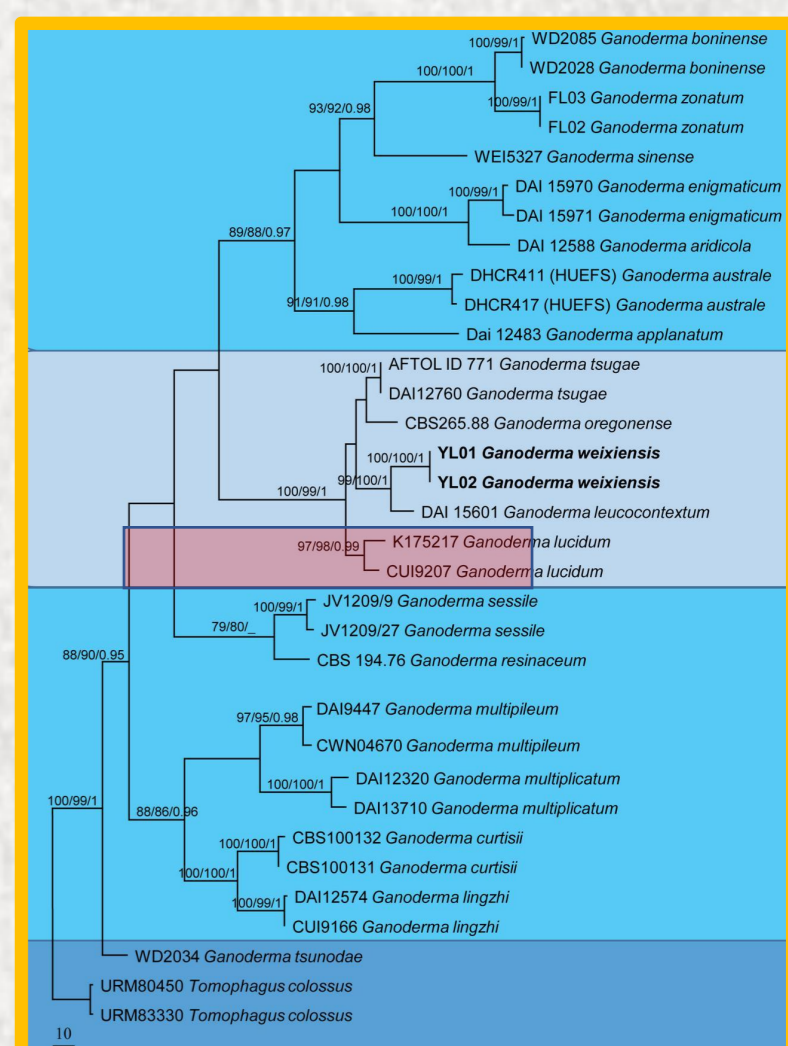 100/99/1 WD2085 Ganoderma boninense
100/100/1 WD2028 Ganoderma boninense
100/99/1 FL03 Ganoderma zonatum
93/92/0.98 FL02 Ganoderma zonatum
WEI5327 Ganoderma sinense
100/99/1 DAI 15970 Ganoderma enigmaticum
100/100/1 DAI 15971 Ganoderma enigmaticum
89/88/0.97 DAI 12588 Ganoderma aridicola
100/99/1 DHCR411 (HUEFS) Ganoderma australe
91/91/0.98 DHCR417 (HUEFS) Ganoderma australe
Dai 12483 Ganoderma applanatum
100/100/1 AFTOL ID 771 Ganoderma tsugae
DAI12760 Ganoderma tsugae
CBS265.88 Ganoderma oregonense
100/100/1 YL01 Ganoderma weixiensis
99/100/1 YL02 Ganoderma weixiensis
100/99/1 DAI 15601 Ganoderma leucocontextum
97/98/0.99 K175217 Ganoderma lucidum
CUI9207 Ganoderma lucidum
100/99/1 JV1209/9 Ganoderma sessile
79/80/_ JV1209/27 Ganoderma sessile
88/90/0.95 CBS 194.76 Ganoderma resinaceum
97/95/0.98 DAI9447 Ganoderma multipileum
CWN04670 Ganoderma multipileum
100/100/1 DAI12320 Ganoderma multiplicatum
100/99/1 88/86/0.96 DAI13710 Ganoderma multiplicatum
100/100/1 CBS100132 Ganoderma curtisii
100/100/1 CBS100131 Ganoderma curtisii
100/99/1 DAI12574 Ganoderma lingzhi
CUI9166 Ganoderma lingzhi
WD2034 Ganoderma tsunodae
URM80450 Tomophagus colossus
URM83330 Tomophagus colossus
10